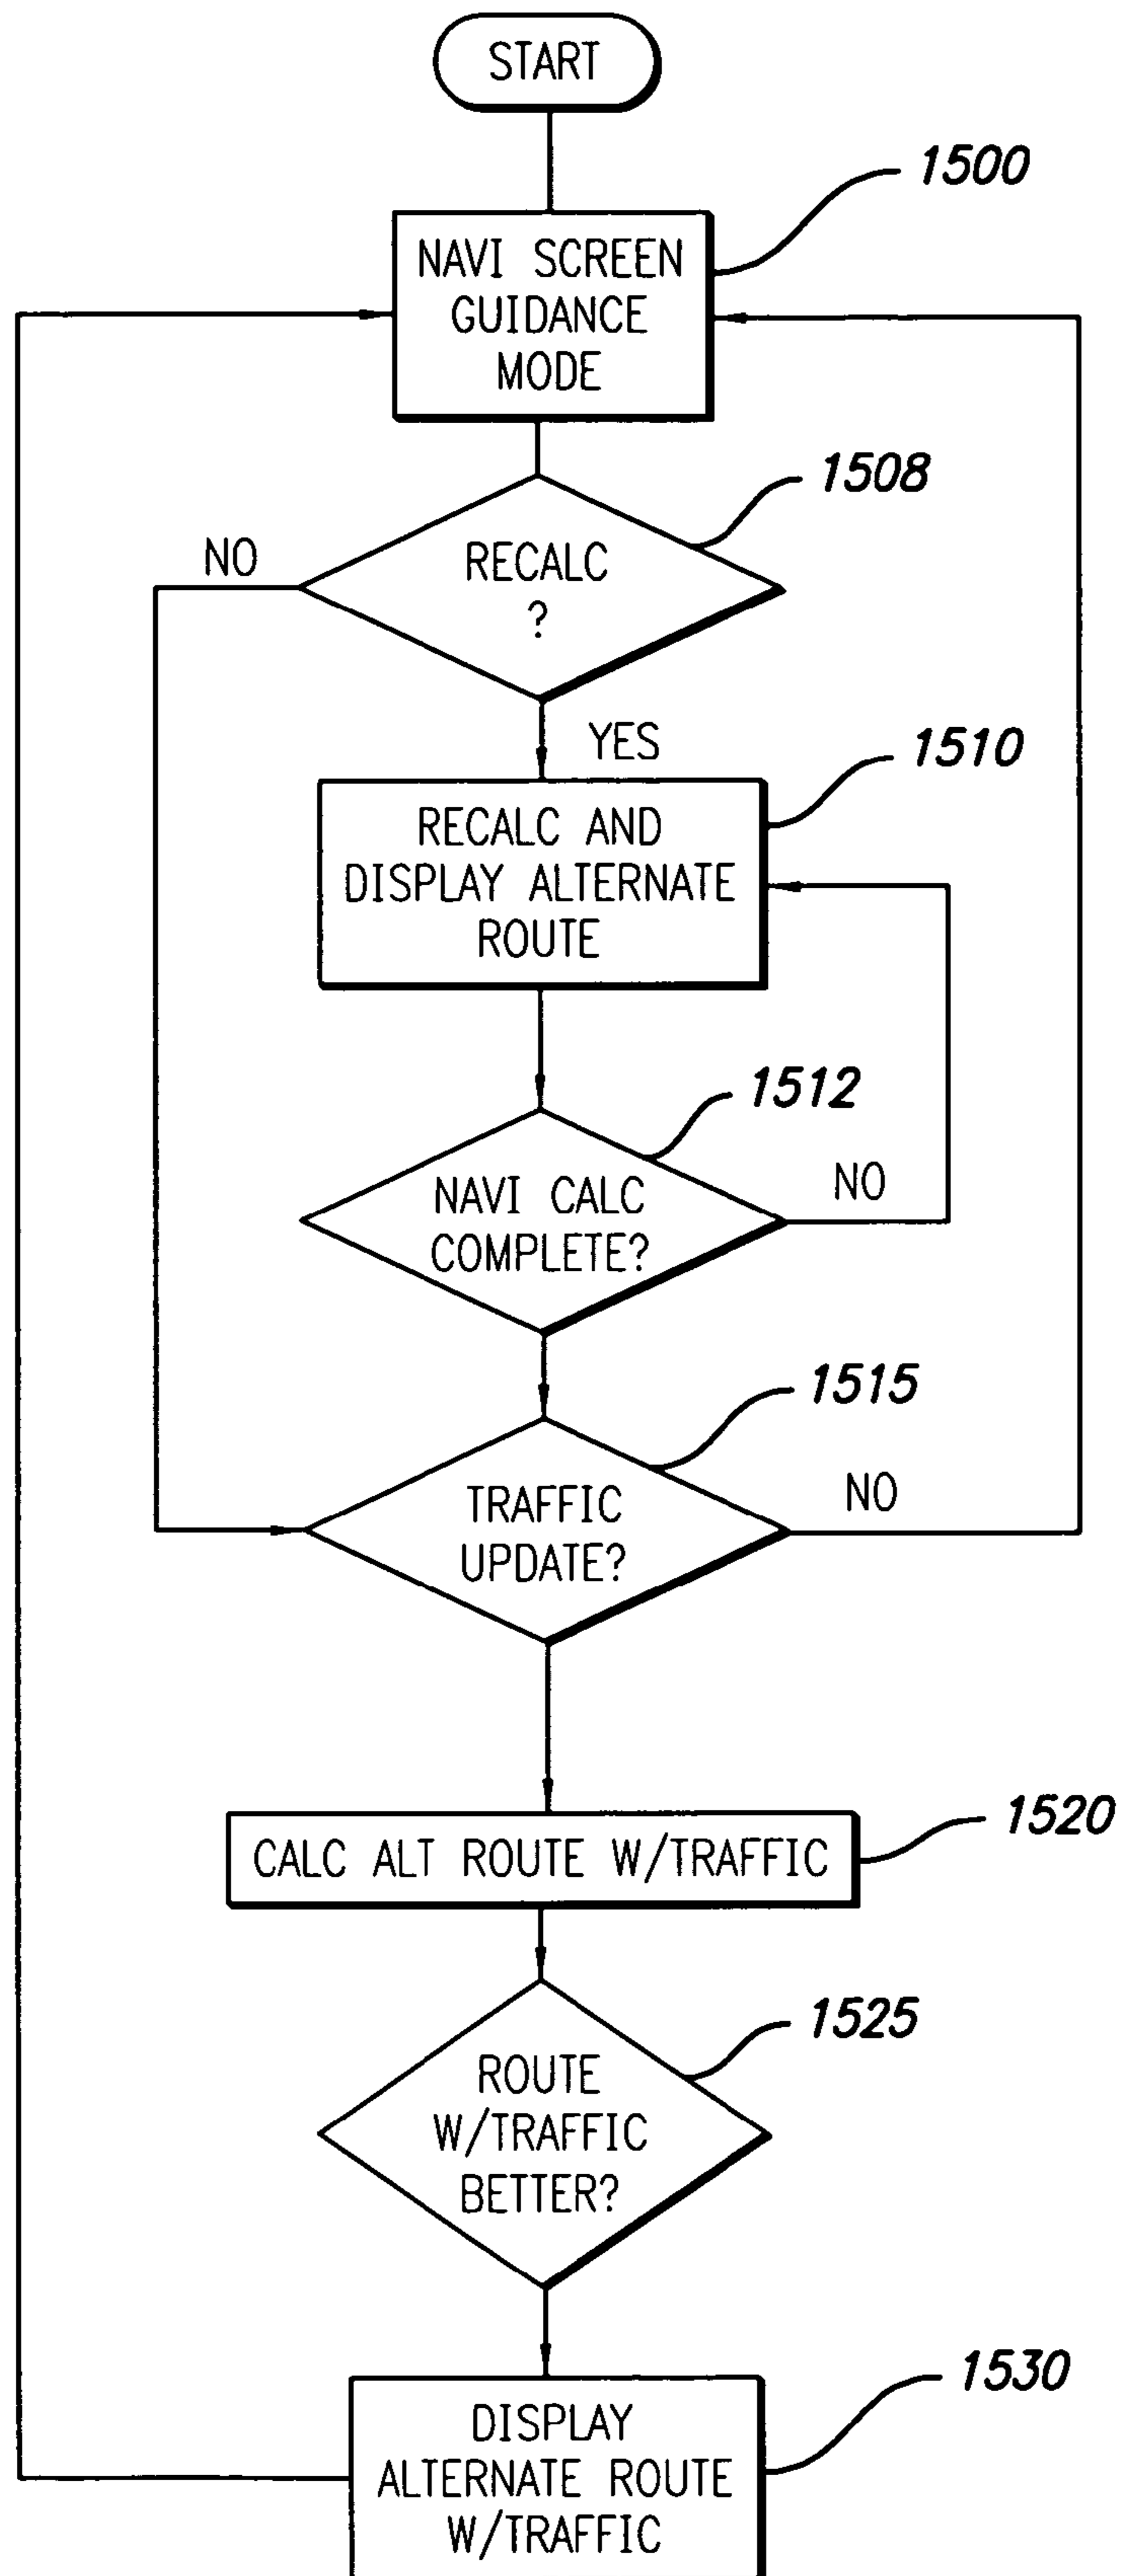 START
1500
NAVI SCREEN
GUIDANCE
MODE
1508
NO
RECALC
?
YES
1510
RECALC AND
DISPLAY ALTERNATE
ROUTE
1512
NAVI CALC
COMPLETE?
NO
1515
TRAFFIC
UPDATE?
NO
1520
CALC ALT ROUTE W/TRAFFIC
1525
ROUTE
W/TRAFFIC
BETTER?
1530
DISPLAY
ALTERNATE ROUTE
W/TRAFFIC